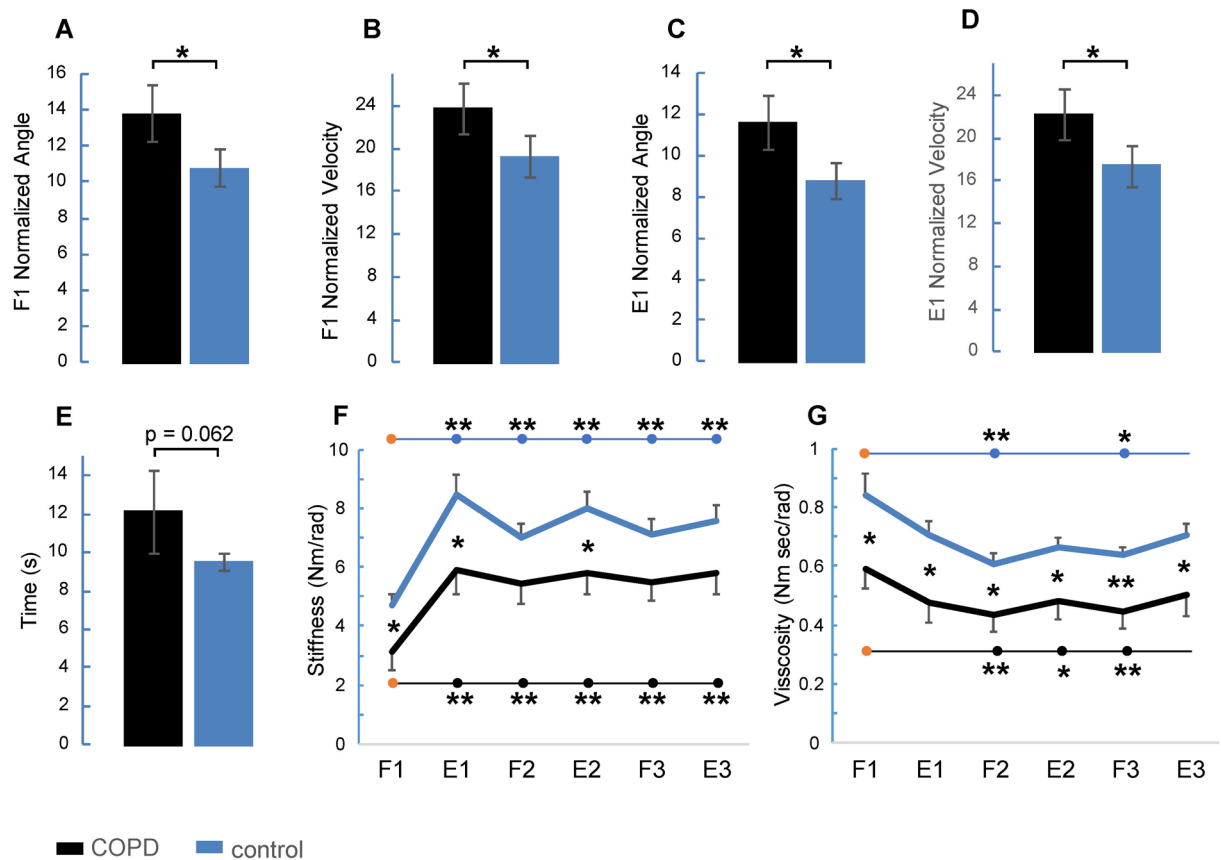 A
*
16
14
12
10
8
6
4
2
0
F1 Normalized Angle
B
*
24
20
16
12
8
4
0
F1 Normalized Velocity
C
*
14
12
10
8
6
4
2
0
E1 Normalized Angle
D
*
24
20
16
12
8
4
0
E1 Normalized Velocity
E
p = 0.062
14
12
10
8
6
4
2
0
Time (s)
F
** ** ** ** **
10
8
6
4
2
0
Stiffness (Nm/rad)
* * *
** ** ** ** **
F1 E1 F2 E2 F3 E3
G
** *
1
0.8
0.6
0.4
0.2
0
Visscosity (Nm sec/rad)
* * * * ** *
** * **
F1 E1 F2 E2 F3 E3
COPD control